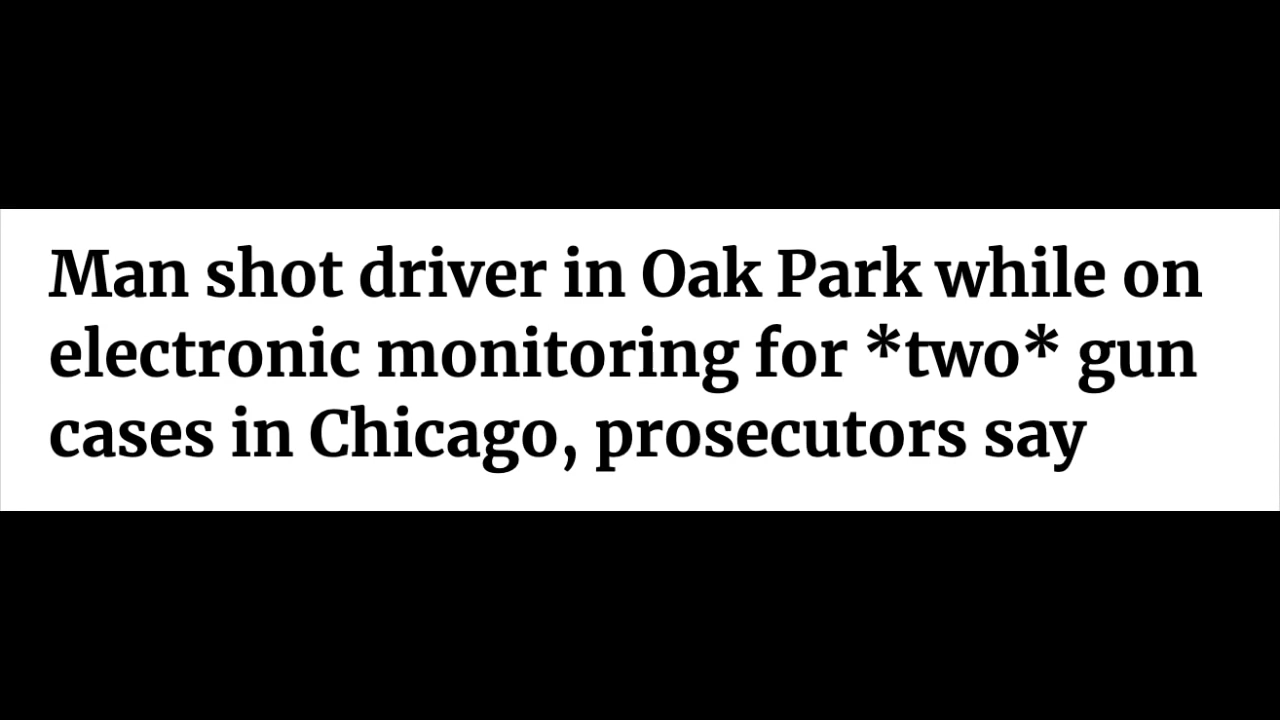 Man shot driver in Oak Park while on
electronic monitoring for *two* gun
cases in Chicago, prosecutors say